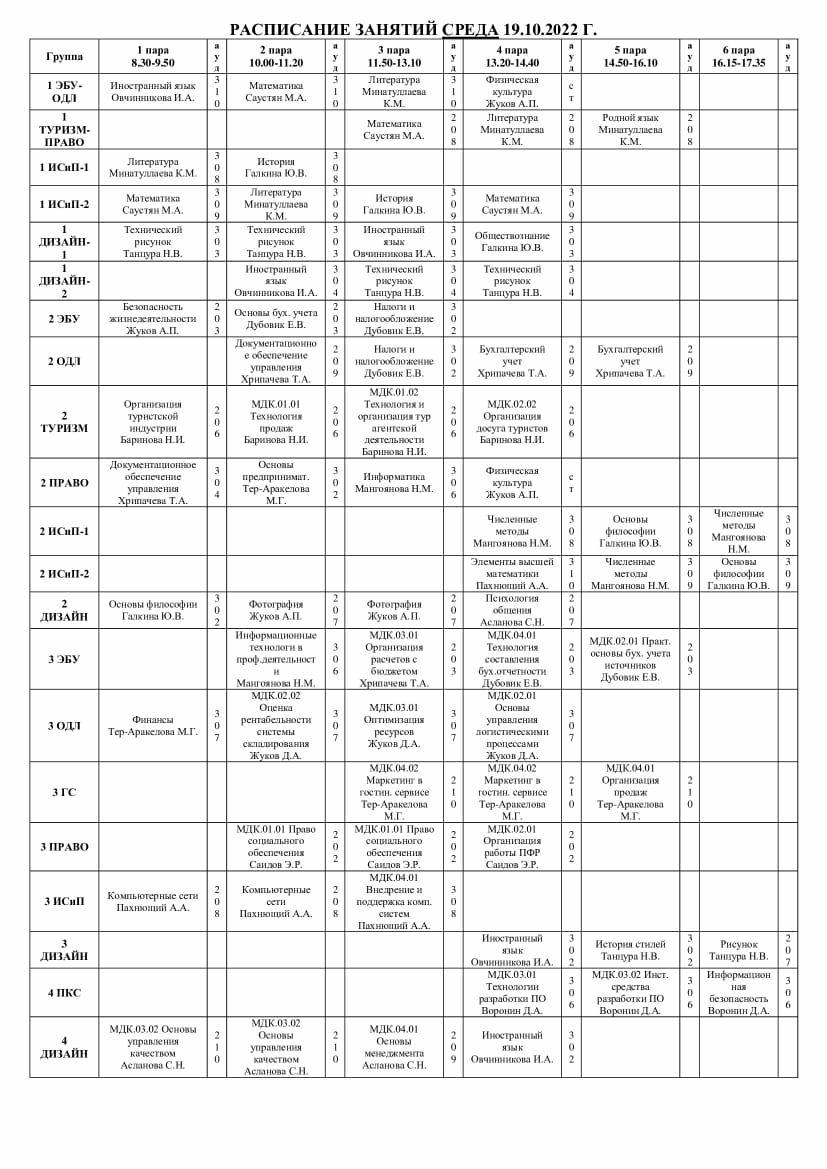 РАСПИСАНИЕ ЗАНЯТИЙ СРЕДА 19.10.2022 Г.
Группа | 1 пара 8.30-9.50 | ауд | 2 пара 10.00-11.20 | ауд | 3 пара 11.50-13.10 | ауд | 4 пара 13.20-14.40 | ауд | 5 пара 14.50-16.10 | ауд | 6 пара 16.15-17.35 | ауд
1 ЭБУ-ОДЛ | Иностранный язык Овчинникова И.А. | 310 | Математика Саустян М.А. | 310 | Литература Минатуллаева К.М. | 310 | Физическая культура Жуков А.П. | ст
1 ТУРИЗМ-ПРАВО | | | | | Математика Саустян М.А. | 208 | Литература Минатуллаева К.М. | 208 | Родной язык Минатуллаева К.М. | 208
1 ИСиП-1 | Литература Минатуллаева К.М. | 308 | История Галкина Ю.В. | 308
1 ИСиП-2 | Математика Саустян М.А. | 309 | Литература Минатуллаева К.М. | 309 | История Галкина Ю.В. | 309 | Математика Саустян М.А. | 309
1 ДИЗАЙН-1 | Технический рисунок Танцура Н.В. | 303 | Технический рисунок Танцура Н.В. | 303 | Иностранный язык Овчинникова И.А. | 303 | Обществознание Галкина Ю.В. | 303
1 ДИЗАЙН-2 | | | Иностранный язык Овчинникова И.А. | 304 | Технический рисунок Танцура Н.В. | 304 | Технический рисунок Танцура Н.В. | 304
2 ЭБУ | Безопасность жизнедеятельности Жуков А.П. | 203 | Основы бух. учета Дубовик Е.В. | 203 | Налоги и налогообложение Дубовик Е.В. | 302
2 ОДЛ | | | Документационно е обеспечение управления Хрипачева Т.А. | 209 | Налоги и налогообложение Дубовик Е.В. | 302 | Бухгалтерский учет Хрипачева Т.А. | 209 | Бухгалтерский учет Хрипачева Т.А. | 209
2 ТУРИЗМ | Организация туристской индустрии Баринова Н.И. | 206 | МДК.01.01 Технология продаж Баринова Н.И. | 206 | МДК.01.02 Технология и организация тур агентской деятельности Баринова Н.И. | 206 | МДК.02.02 Организация досуга туристов Баринова Н.И. | 206
2 ПРАВО | Документационное обеспечение управления Хрипачева Т.А. | 304 | Основы предпринимат. Тер-Аракелова М.Г. | 302 | Информатика Мангоянова Н.М. | 306 | Физическая культура Жуков А.П. | ст
2 ИСиП-1 | | | | | | | Численные методы Мангоянова Н.М. | 308 | Основы философии Галкина Ю.В. | 308 | Численные методы Мангоянова Н.М. | 308
2 ИСиП-2 | | | | | | | Элементы высшей математики Пахнющий А.А. | 310 | Численные методы Мангоянова Н.М. | 309 | Основы философии Галкина Ю.В. | 309
2 ДИЗАЙН | Основы философии Галкина Ю.В. | 302 | Фотография Жуков А.П. | 207 | Фотография Жуков А.П. | 207 | Психология общения Асланова С.Н. | 207
3 ЭБУ | | | Информационные технологи в проф.деятельност и Мангоянова Н.М. | 306 | МДК.03.01 Организация расчетов с бюджетом Хрипачева Т.А. | 203 | МДК.04.01 Технология составления бух.отчетности Дубовик Е.В. | 203 | МДК.02.01 Практ. основы бух. учета источников Дубовик Е.В. | 203
3 ОДЛ | Финансы Тер-Аракелова М.Г. | 307 | МДК.02.02 Оценка рентабельности системы складирования Жуков Д.А. | 307 | МДК.03.01 Оптимизация ресурсов Жуков Д.А. | 307 | МДК.02.01 Основы управления логистическими процессами Жуков Д.А. | 307
3 ГС | | | | | МДК.04.02 Маркетинг в гостин. сервисе Тер-Аракелова М.Г. | 210 | МДК.04.02 Маркетинг в гостин. сервисе Тер-Аракелова М.Г. | 210 | МДК.04.01 Организация продаж Тер-Аракелова М.Г. | 210
3 ПРАВО | | | МДК.01.01 Право социального обеспечения Саидов Э.Р. | 202 | МДК.01.01 Право социального обеспечения Саидов Э.Р. | 202 | МДК.02.01 Организация работы ПФР Саидов Э.Р. | 202
3 ИСиП | Компьютерные сети Пахнющий А.А. | 208 | Компьютерные сети Пахнющий А.А. | 208 | МДК.04.01 Внедрение и поддержка комп. систем Пахнющий А.А. | 308
3 ДИЗАЙН | | | | | | | Иностранный язык Овчинникова И.А. | 302 | История стилей Танцура Н.В. | 302 | Рисунок Танцура Н.В. | 207
4 ПКС | | | | | | | МДК.03.01 Технологии разработки ПО Воронин Д.А. | 306 | МДК.03.02 Инст. средства разработки ПО Воронин Д.А. | 306 | Информацион ная безопасность Воронин Д.А. | 306
4 ДИЗАЙН | МДК.03.02 Основы управления качеством Асланова С.Н. | 210 | МДК.03.02 Основы управления качеством Асланова С.Н. | 210 | МДК.04.01 Основы менеджмента Асланова С.Н. | 209 | Иностранный язык Овчинникова И.А. | 302